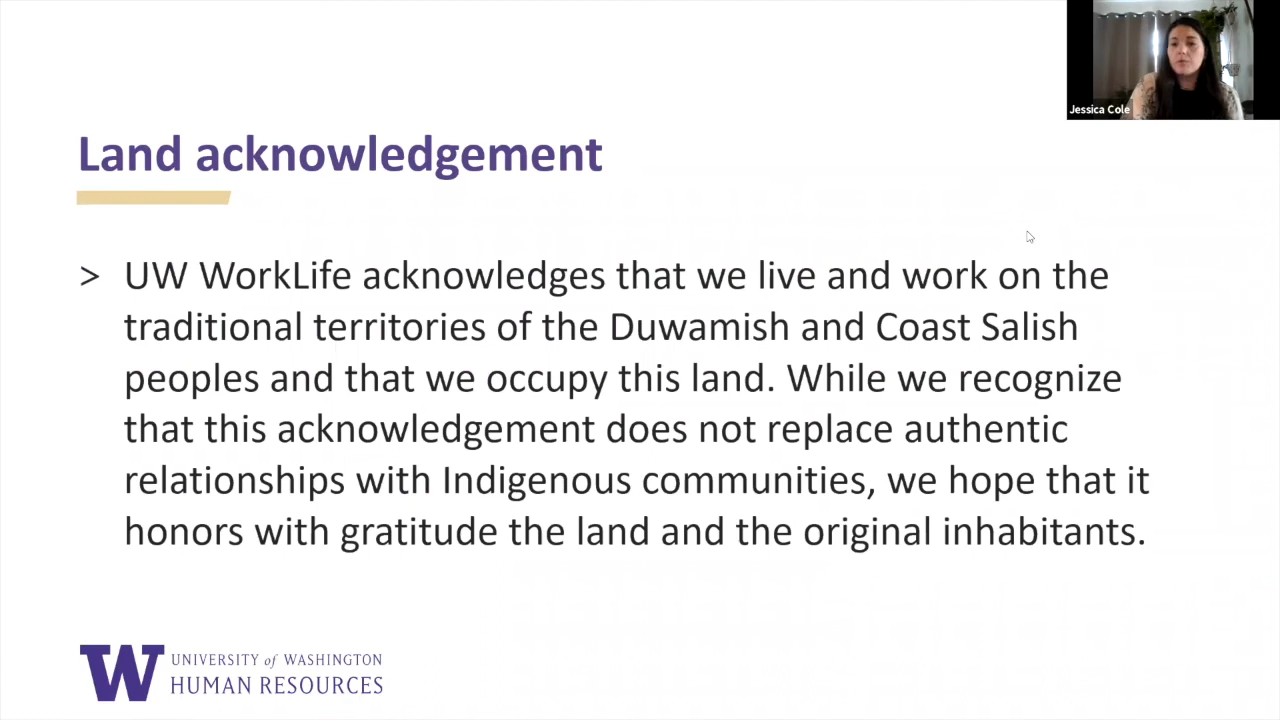 Jessica Cole
Land acknowledgement
> UW WorkLife acknowledges that we live and work on the
traditional territories of the Duwamish and Coast Salish
peoples and that we occupy this land. While we recognize
that this acknowledgement does not replace authentic
relationships with Indigenous communities, we hope that it
honors with gratitude the land and the original inhabitants.
W
UNIVERSITY of WASHINGTON
HUMAN RESOURCES